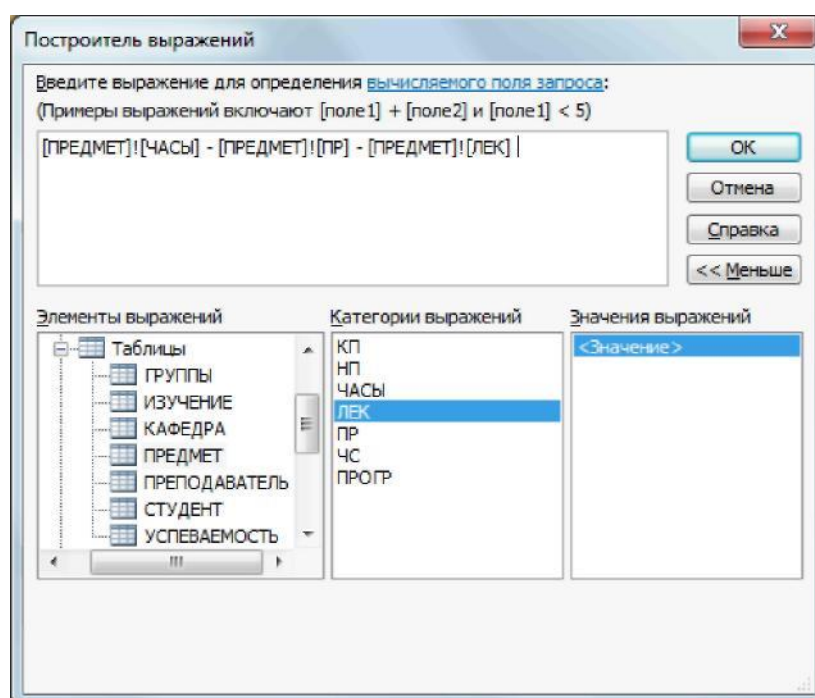 Построитель выражений
Введите выражение для определения вычисляемого поля запроса:
(Примеры выражений включают [поле1] + [поле2] и [поле1] < 5)
[ПРЕДМЕТ]![ЧАСЫ] - [ПРЕДМЕТ]![ПР] - [ПРЕДМЕТ]![ЛЕК]
ОК
Отмена
Справка
<< Меньше
Элементы выражений
Таблицы
ГРУППЫ
ИЗУЧЕНИЕ
КАФЕДРА
ПРЕДМЕТ
ПРЕПОДАВАТЕЛЬ
СТУДЕНТ
УСПЕВАЕМОСТЬ
Категории выражений
КП
НП
ЧАСЫ
ЛЕК
ПР
ЧС
ПРОГР
Значения выражений
<Значение>